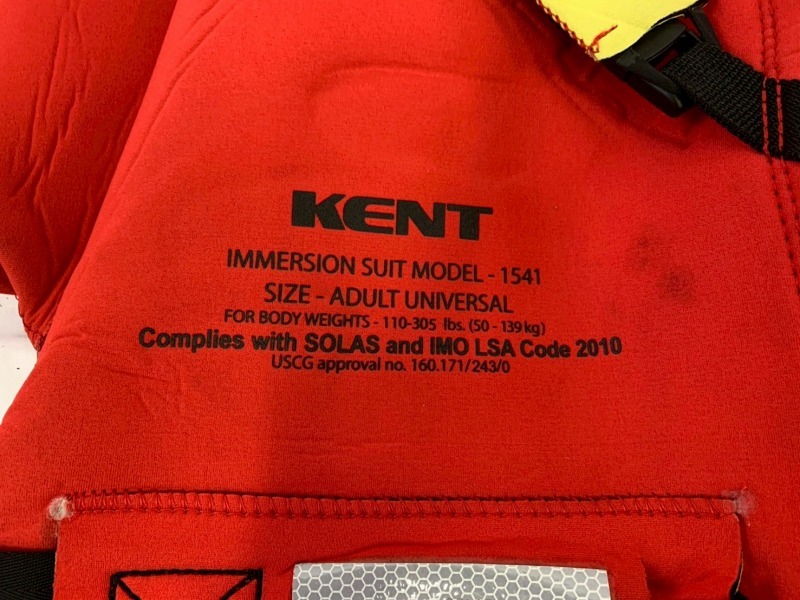 KENT
IMMERSION SUIT MODEL - 1541
SIZE - ADULT UNIVERSAL
FOR BODY WEIGHTS - 110-305 lbs. (50 - 139 kg)
Complies with SOLAS and IMO LSA Code 2010
USCG approval no. 160.171/243/0